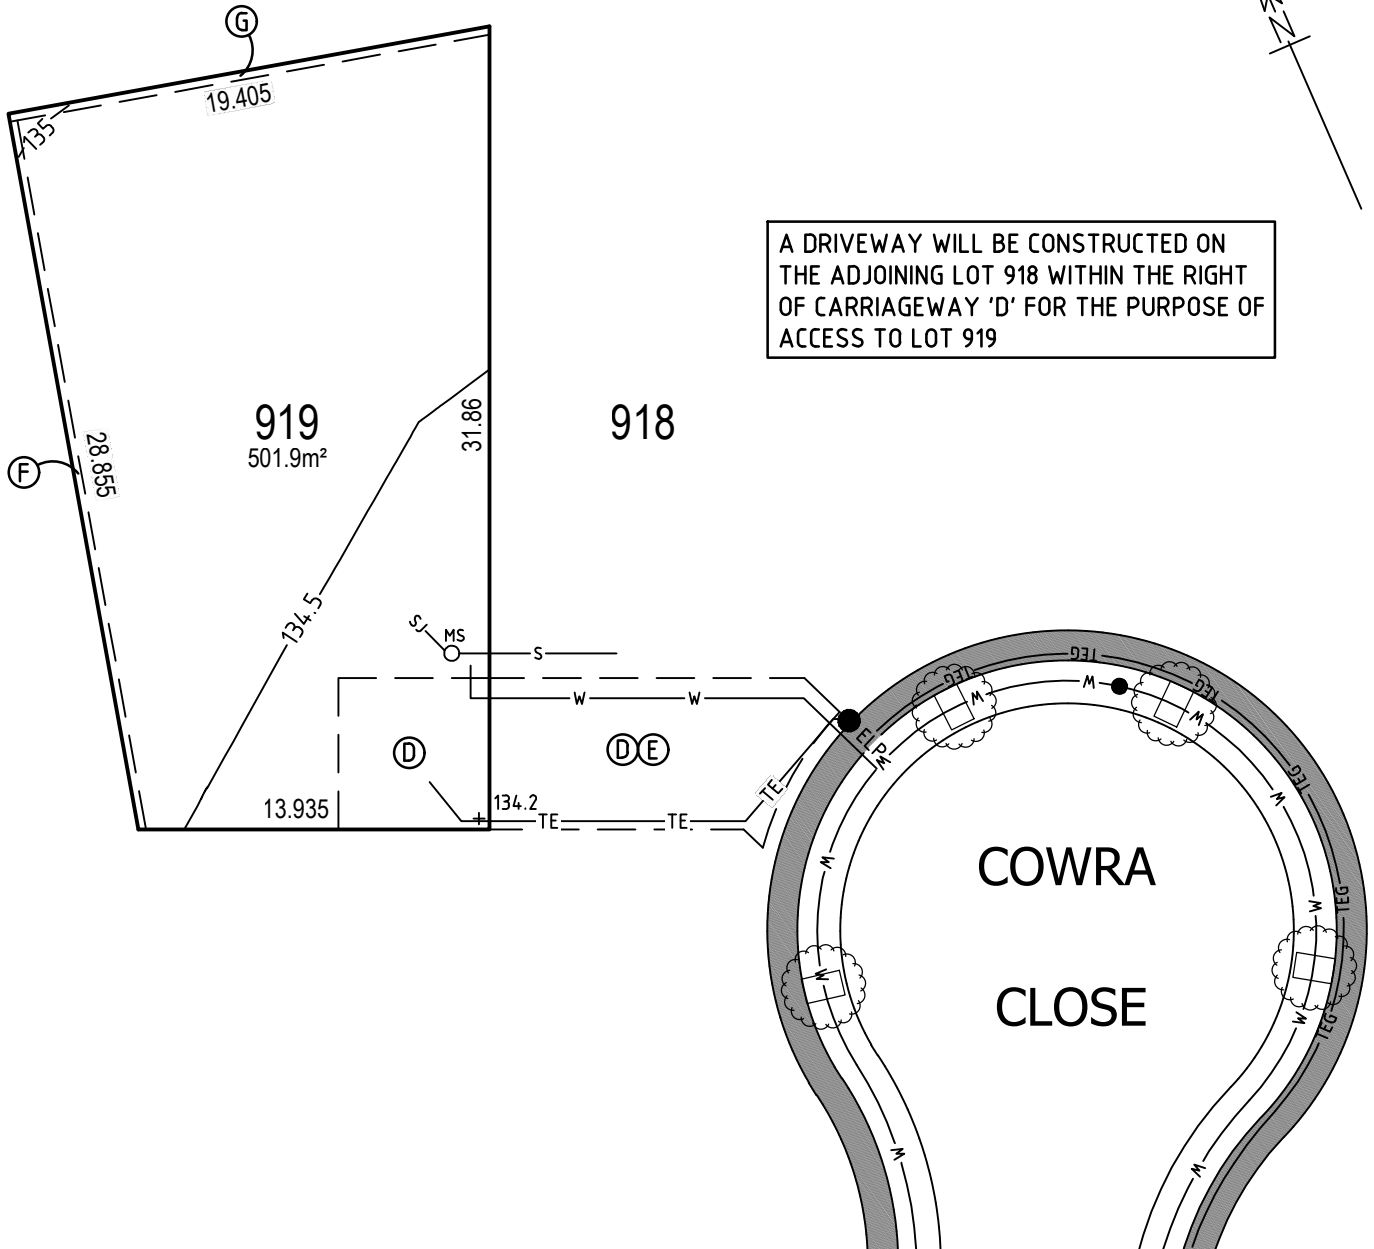 G
N
19.405
135
A DRIVEWAY WILL BE CONSTRUCTED ON
THE ADJOINING LOT 918 WITHIN THE RIGHT
OF CARRIAGEWAY 'D' FOR THE PURPOSE OF
ACCESS TO LOT 919
919
501.9m²
31.86
918
F
28.855
134.5
SJ
MS
S
W
W
D
D E
ELP
W
13.935
134.2
TE
TE
TE
TEG
TEG
TEG
TEG
TEG
TEG
W
W
W
W
W
W
W
W
W
W
COWRA
CLOSE